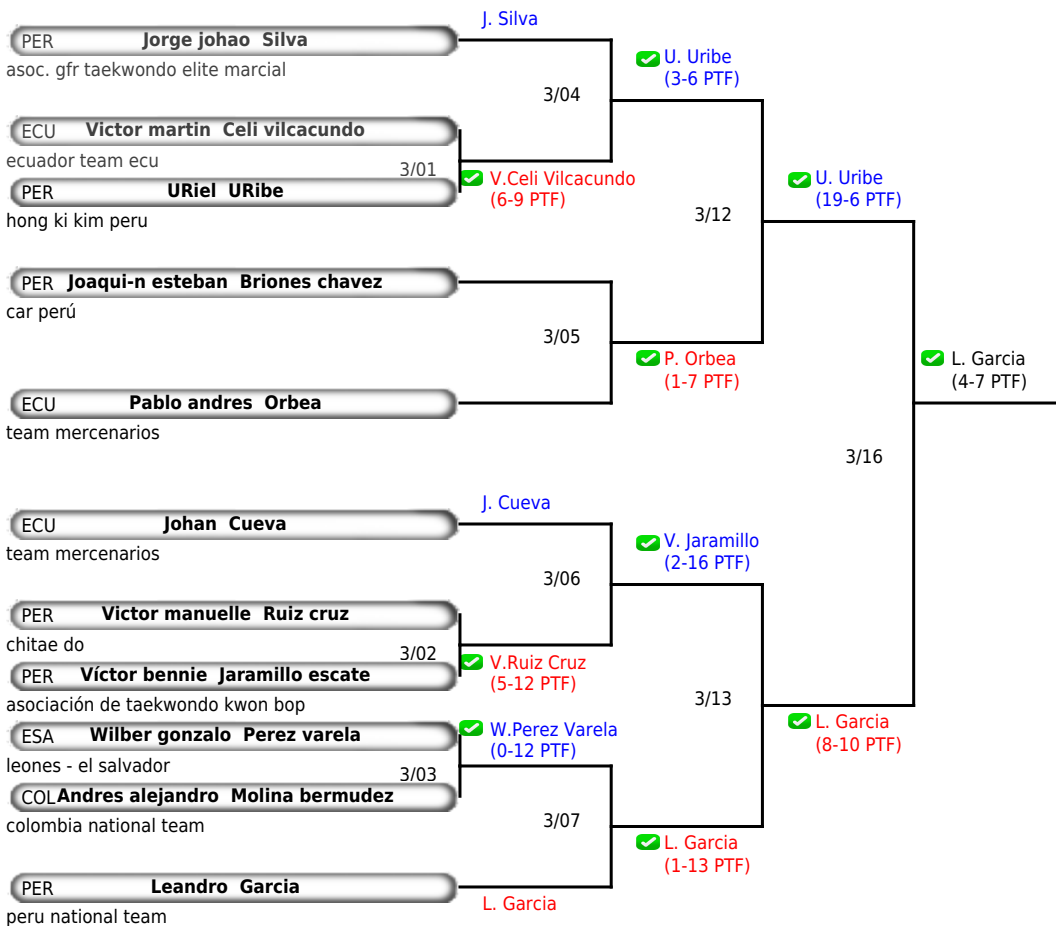 J. Silva
PER Jorge johao Silva
asoc. gfr taekwondo elite marcial
U. Uribe
(3-6 PTF)
3/04
ECU Victor martin Celi vilcacundo
ecuador team ecu
3/01
V.Celi Vilcacundo
(6-9 PTF)
PER URiel URibe
hong ki kim peru
U. Uribe
(19-6 PTF)
3/12
PER Joaqui-n esteban Briones chavez
car perú
3/05
P. Orbea
(1-7 PTF)
L. Garcia
(4-7 PTF)
ECU Pablo andres Orbea
team mercenarios
3/16
J. Cueva
ECU Johan Cueva
team mercenarios
V. Jaramillo
(2-16 PTF)
3/06
PER Victor manuelle Ruiz cruz
chitae do
3/02
V.Ruiz Cruz
(5-12 PTF)
PER Víctor bennie Jaramillo escate
asociación de taekwondo kwon bop
3/13
L. Garcia
(8-10 PTF)
ESA Wilber gonzalo Perez varela
leones - el salvador
W.Perez Varela
(0-12 PTF)
3/03
COL Andres alejandro Molina bermudez
colombia national team
3/07
L. Garcia
(1-13 PTF)
PER Leandro Garcia
peru national team
L. Garcia